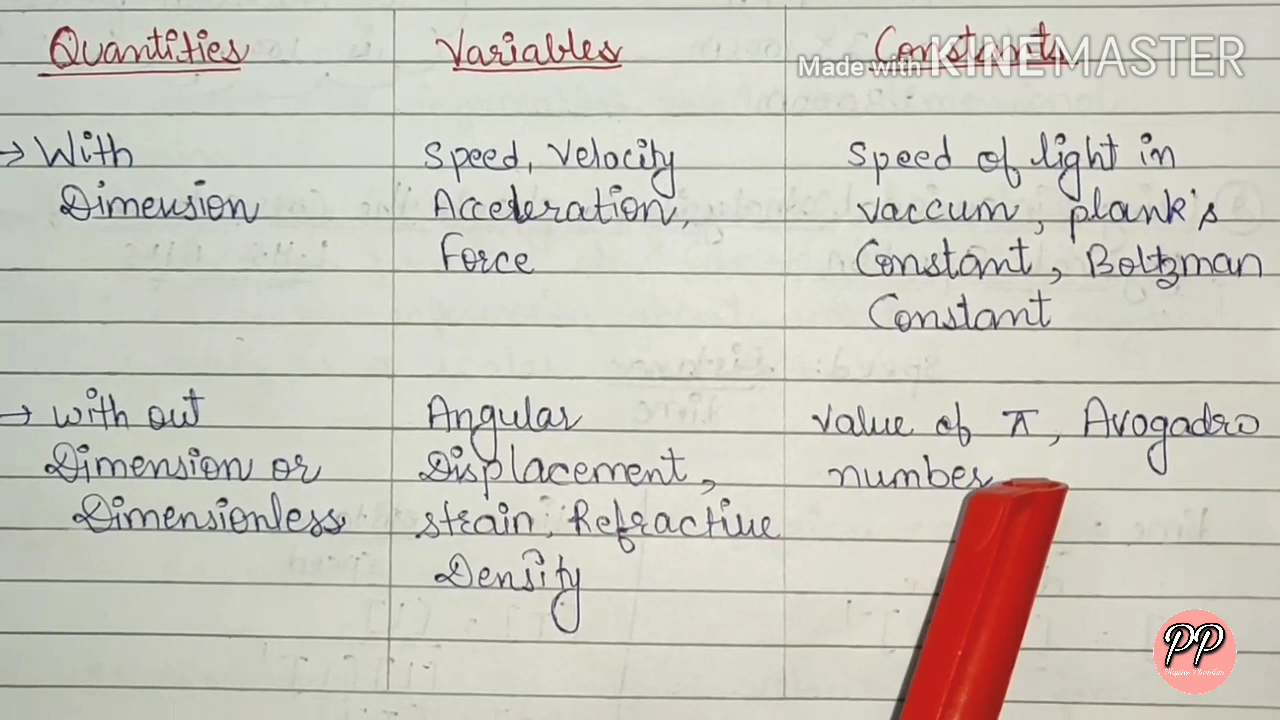 Quantities Variables Constants
Made with KINEMASTER
→ With Speed, Velocity Speed of light in
Dimension Acceleration, vaccum, plank's
Force Constant, Boltzman
Constant
→ with out Angular value of π, Avogadro
Dimension or Displacement, number
Dimensionless strain, Refractive
Density
PP